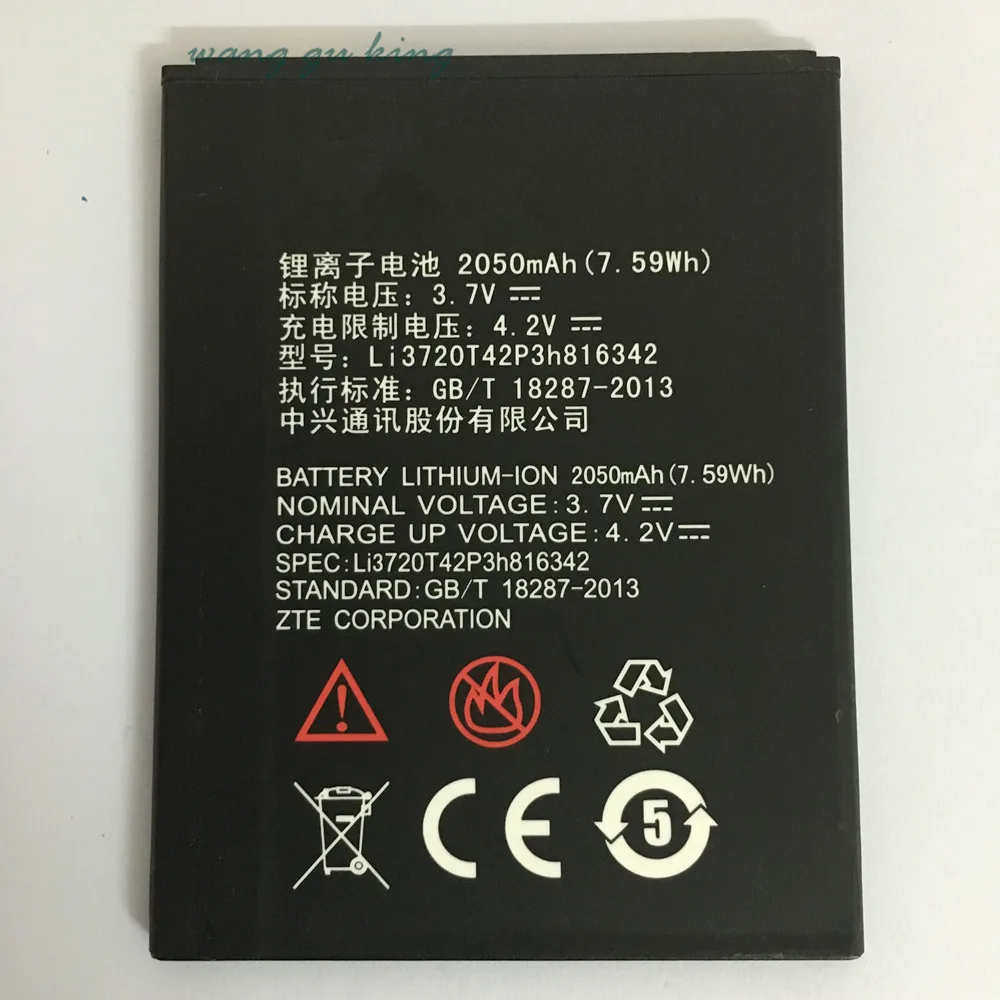 wang gu king
锂离子电池 2050mAh(7.59Wh)
标称电压: 3.7V
充电限制电压: 4.2V
型号: Li3720T42P3h816342
执行标准: GB/T 18287-2013
中兴通讯股份有限公司
BATTERY LITHIUM-ION 2050mAh(7.59Wh)
NOMINAL VOLTAGE:3.7V
CHARGE UP VOLTAGE:4.2V
SPEC:Li3720T42P3h816342
STANDARD:GB/T 18287-2013
ZTE CORPORATION
CE 5